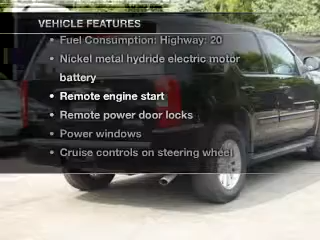 VEHICLE FEATURES
• Fuel Consumption: Highway: 20
• Nickel metal hydride electric motor
battery
• Remote engine start
• Remote power door locks
• Power windows
• Cruise controls on steering wheel